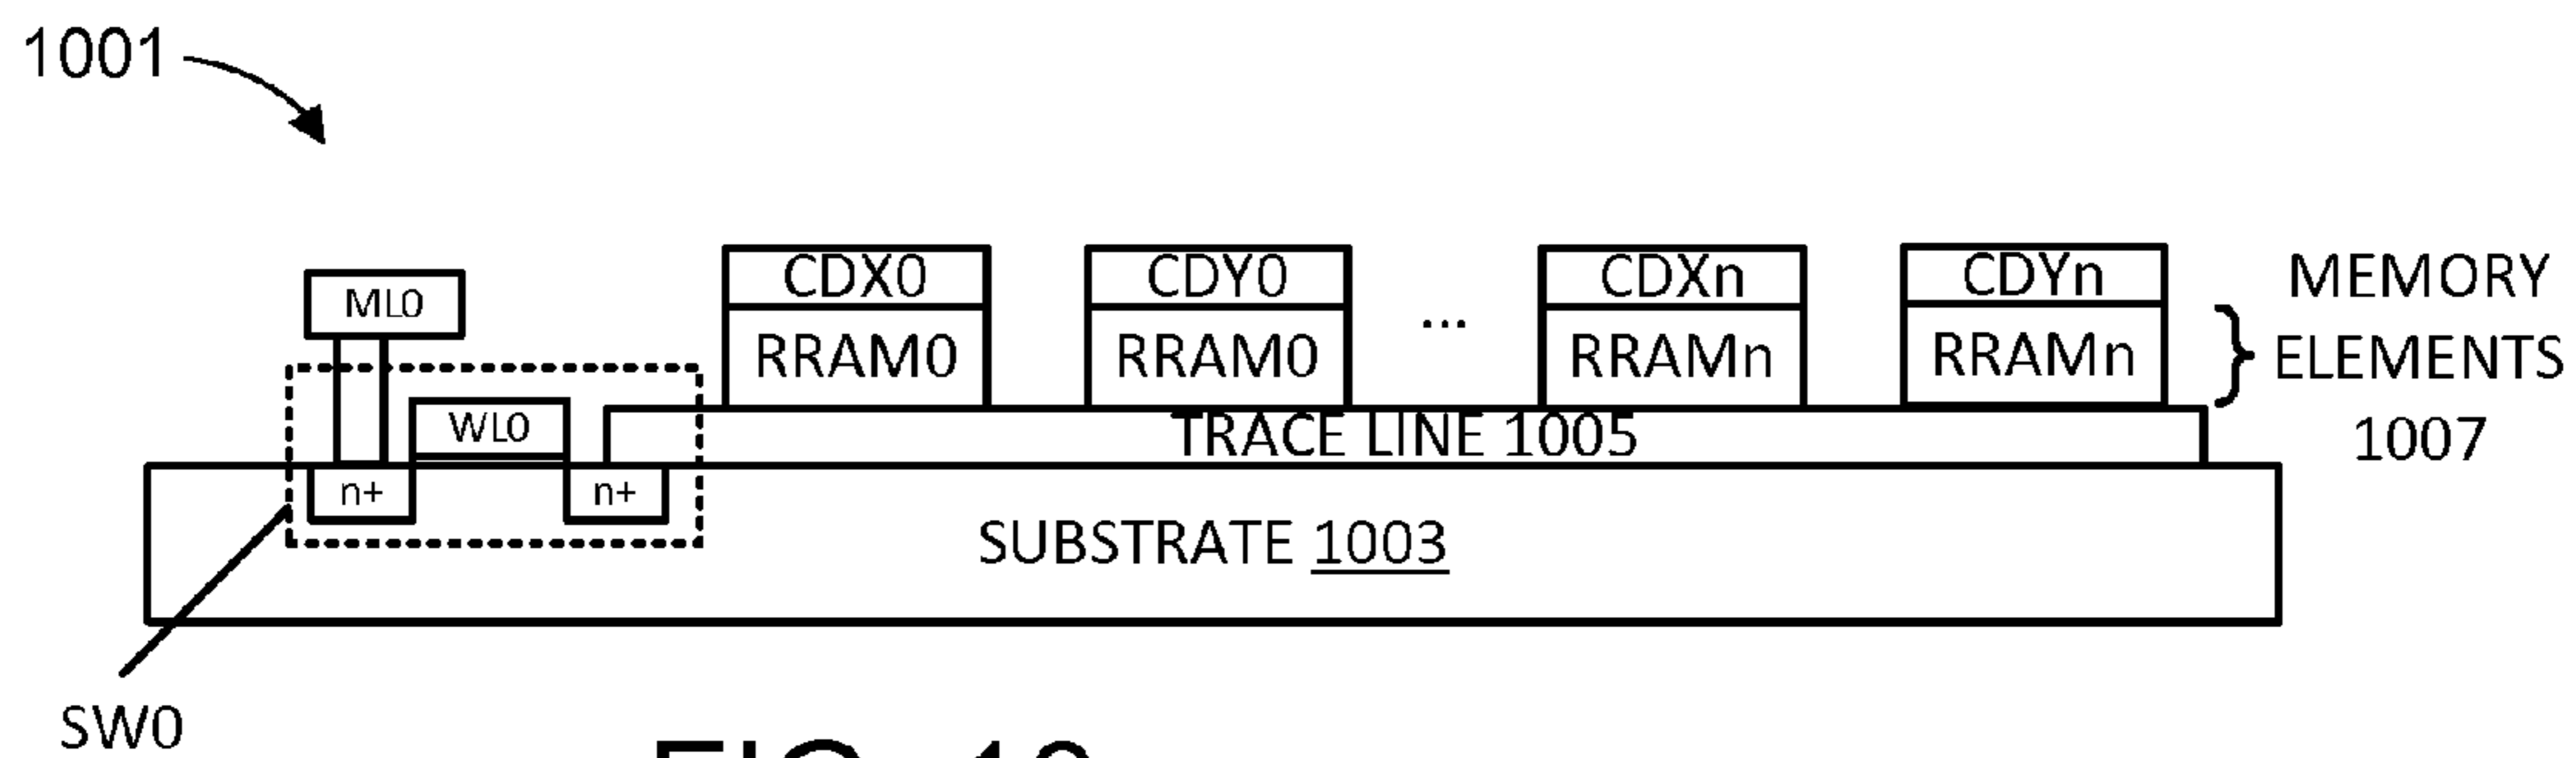 1001
CDX0 CDY0 CDXn CDYn MEMORY
ML0
RRAM0 RRAM0 ... RRAMn RRAMn ELEMENTS
WL0 TRACE LINE 1005 1007
n+ n+
SUBSTRATE 1003
SW0